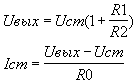 Uвых = Uст(1 + R1/R2)
Iст = (Uвых − Uст)/R0